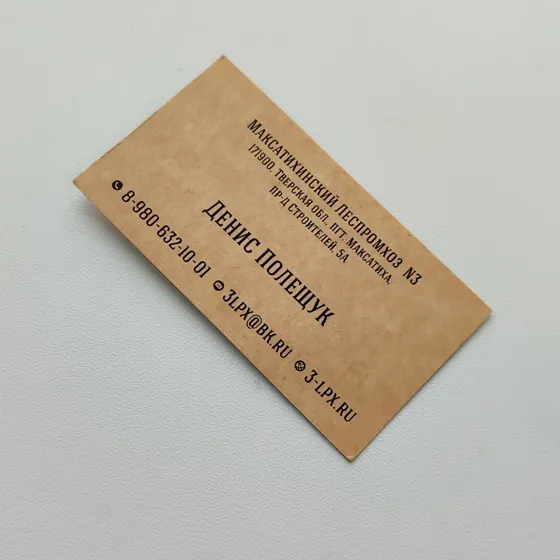 Максатихинский леспромхоз №3
171900, Тверская обл. пгт. Максатиха,
пр-д Строителей, 5А
Денис Полещук
8-980-632-10-01 3LPX@BK.RU 3-LPX.RU